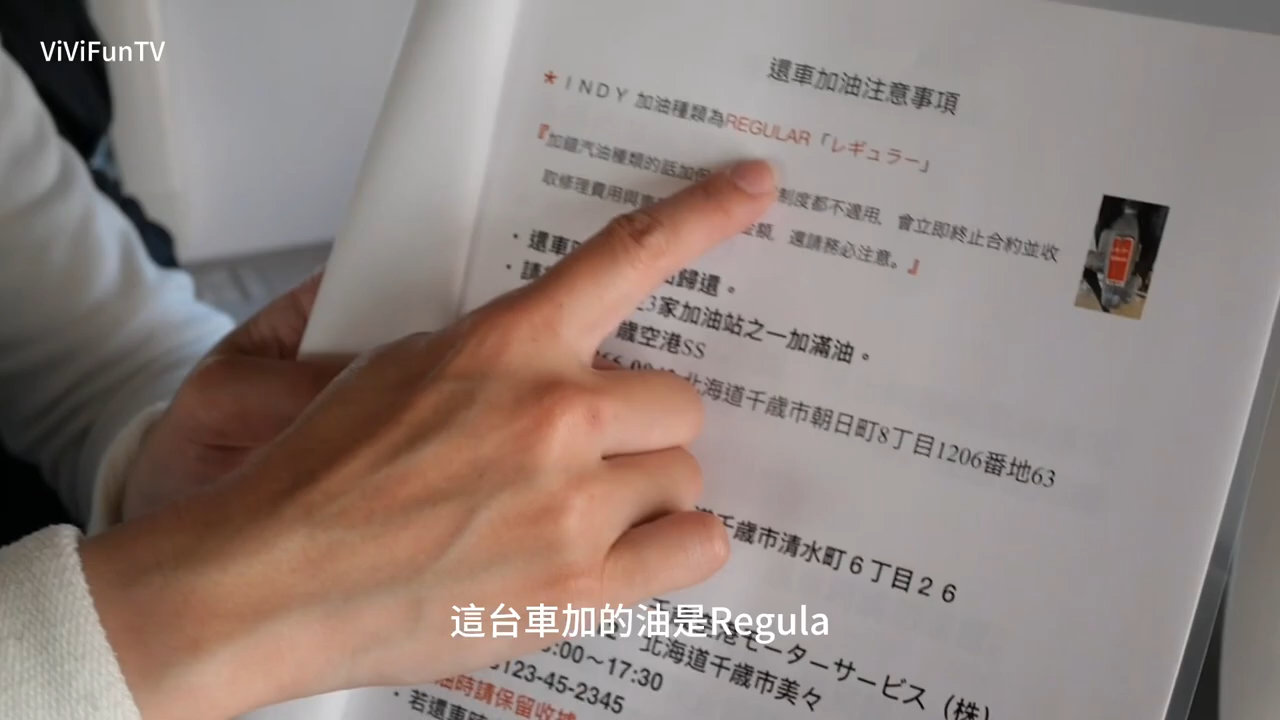 ViViFunTV
還車加油注意事項
*ＩＮＤＹ 加油種類為REGULAR「レギュラー」
『加錯汽油種類的話加 制度都不適用，會立即終止合約並收
取修理費用與 金額，還請務必注意。』
・還車 歸還。
・請 3家加油站之一加滿油。
歲空港SS
北海道千歳市朝日町8丁目1206番地63
千歳市清水町６丁目２６
空港モーターサービス（株）
:00～17:30 北海道千歳市美々
0123-45-2345
油時請保留收據
・若還車
這台車加的油是Regula